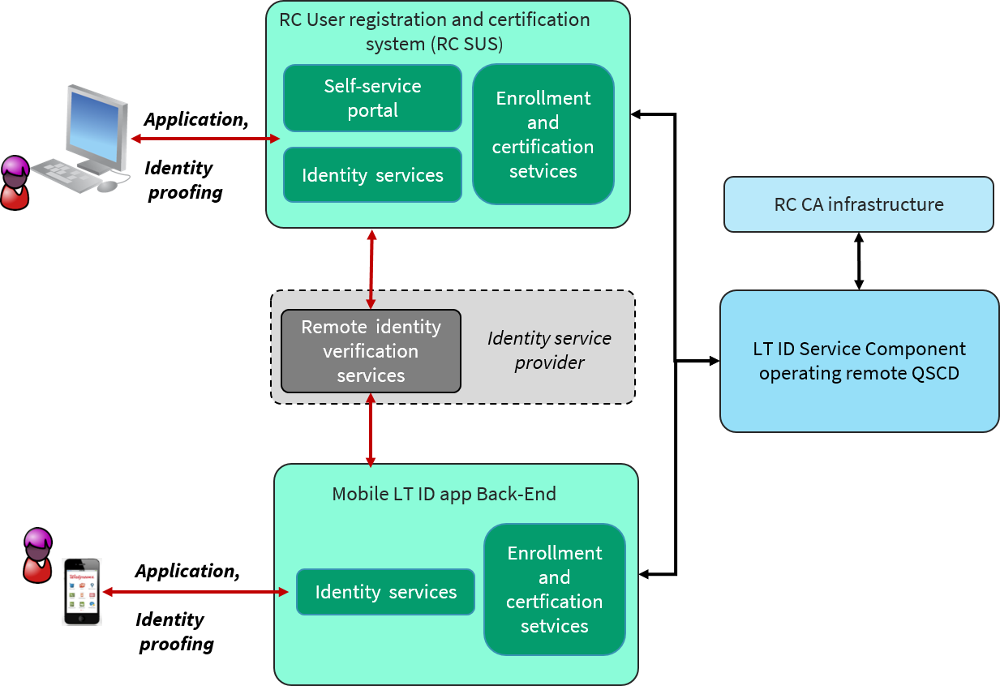 RC User registration and certification
system (RC SUS)
Self-service
portal
Enrollment
and
certification
setvices
Identity services
Application,
Identity
proofing
RC CA infrastructure
Remote identity
verification
services
Identity service
provider
LT ID Service Component
operating remote QSCD
Mobile LT ID app Back-End
Identity services
Enrollment
and
certfication
setvices
Application,
Identity
proofing